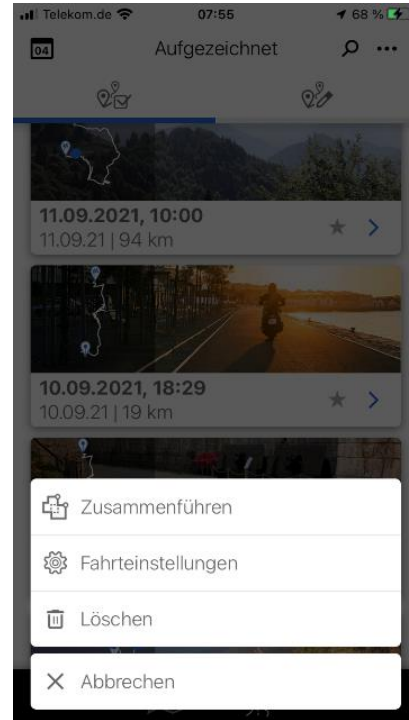 Telekom.de 07:55 68 %
04 Aufgezeichnet
11.09.2021, 10:00
11.09.21 | 94 km
10.09.2021, 18:29
10.09.21 | 19 km
Zusammenführen
Fahrteinstellungen
Löschen
Abbrechen